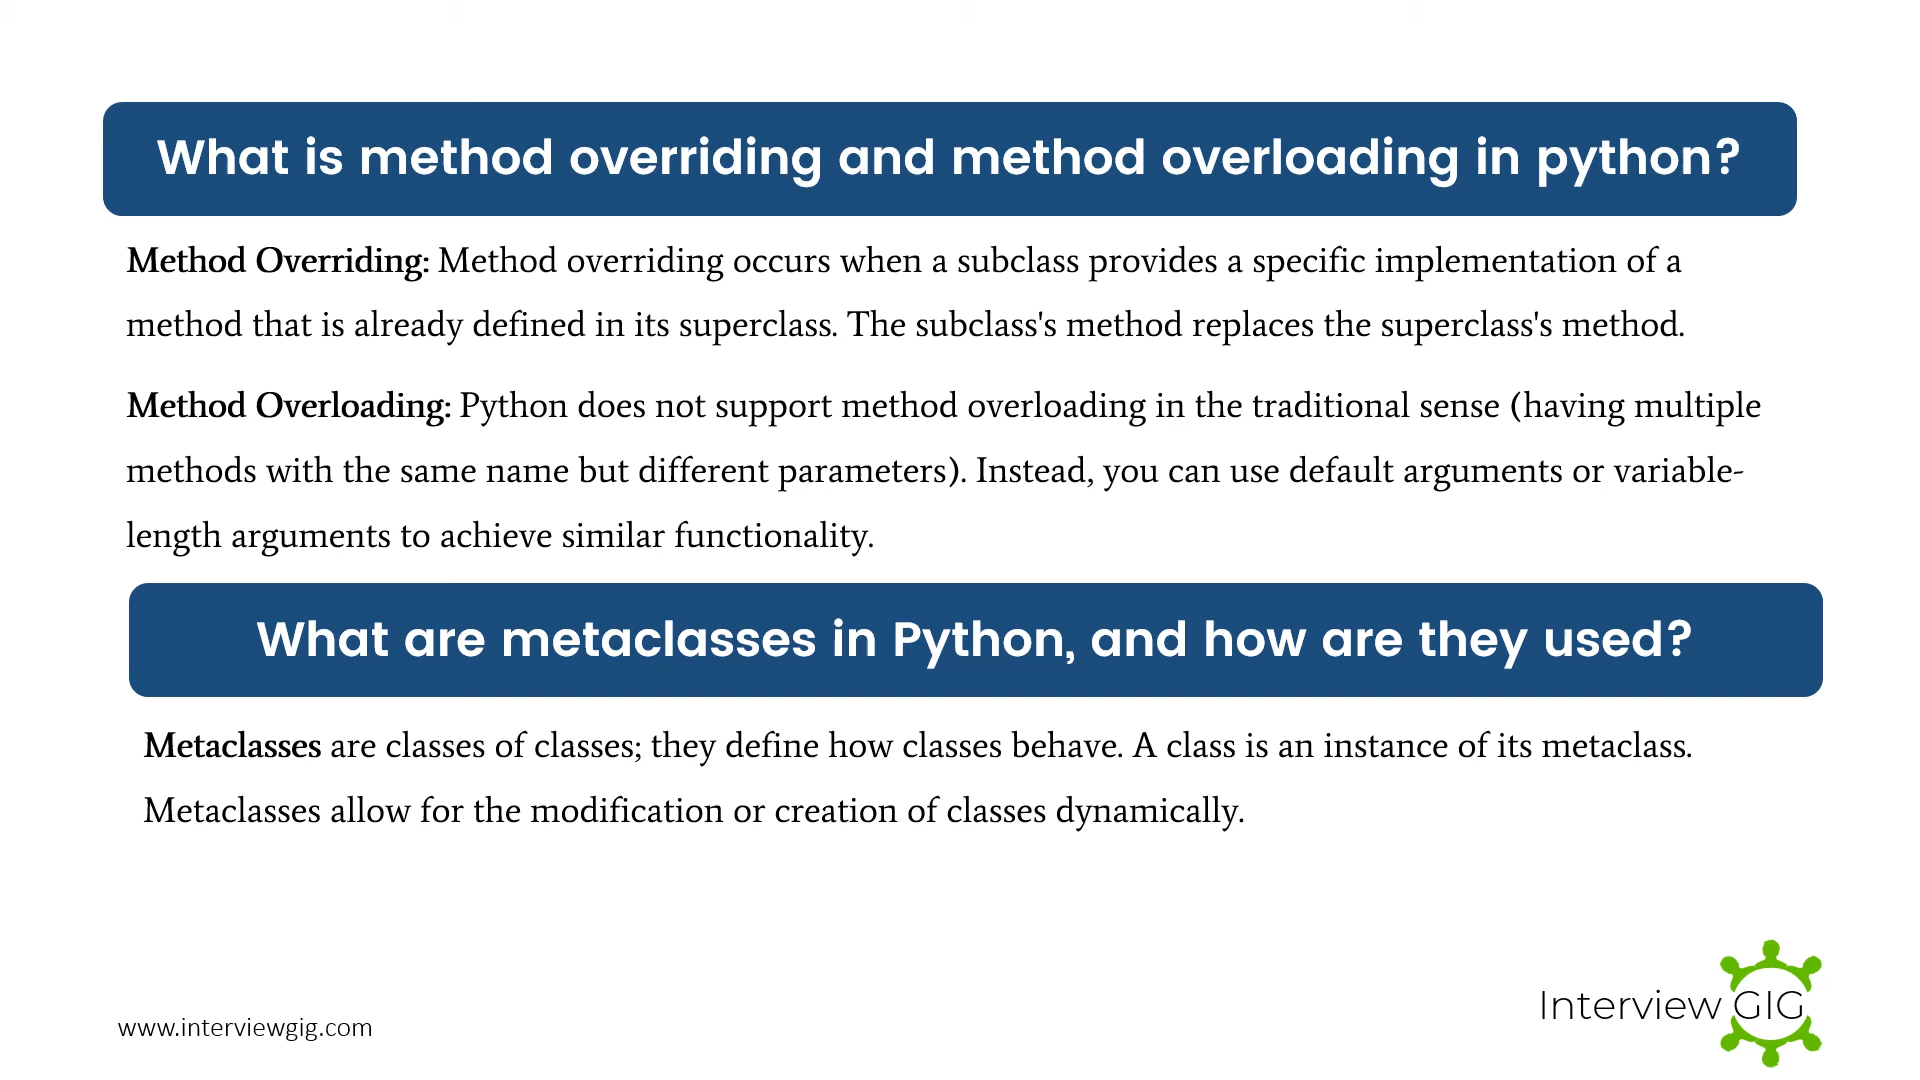 What is method overriding and method overloading in python?
Method Overriding: Method overriding occurs when a subclass provides a specific implementation of a
method that is already defined in its superclass. The subclass's method replaces the superclass's method.
Method Overloading: Python does not support method overloading in the traditional sense (having multiple
methods with the same name but different parameters). Instead, you can use default arguments or variable-
length arguments to achieve similar functionality.
What are metaclasses in Python, and how are they used?
Metaclasses are classes of classes; they define how classes behave. A class is an instance of its metaclass.
Metaclasses allow for the modification or creation of classes dynamically.
Interview GIG
www.interviewgig.com